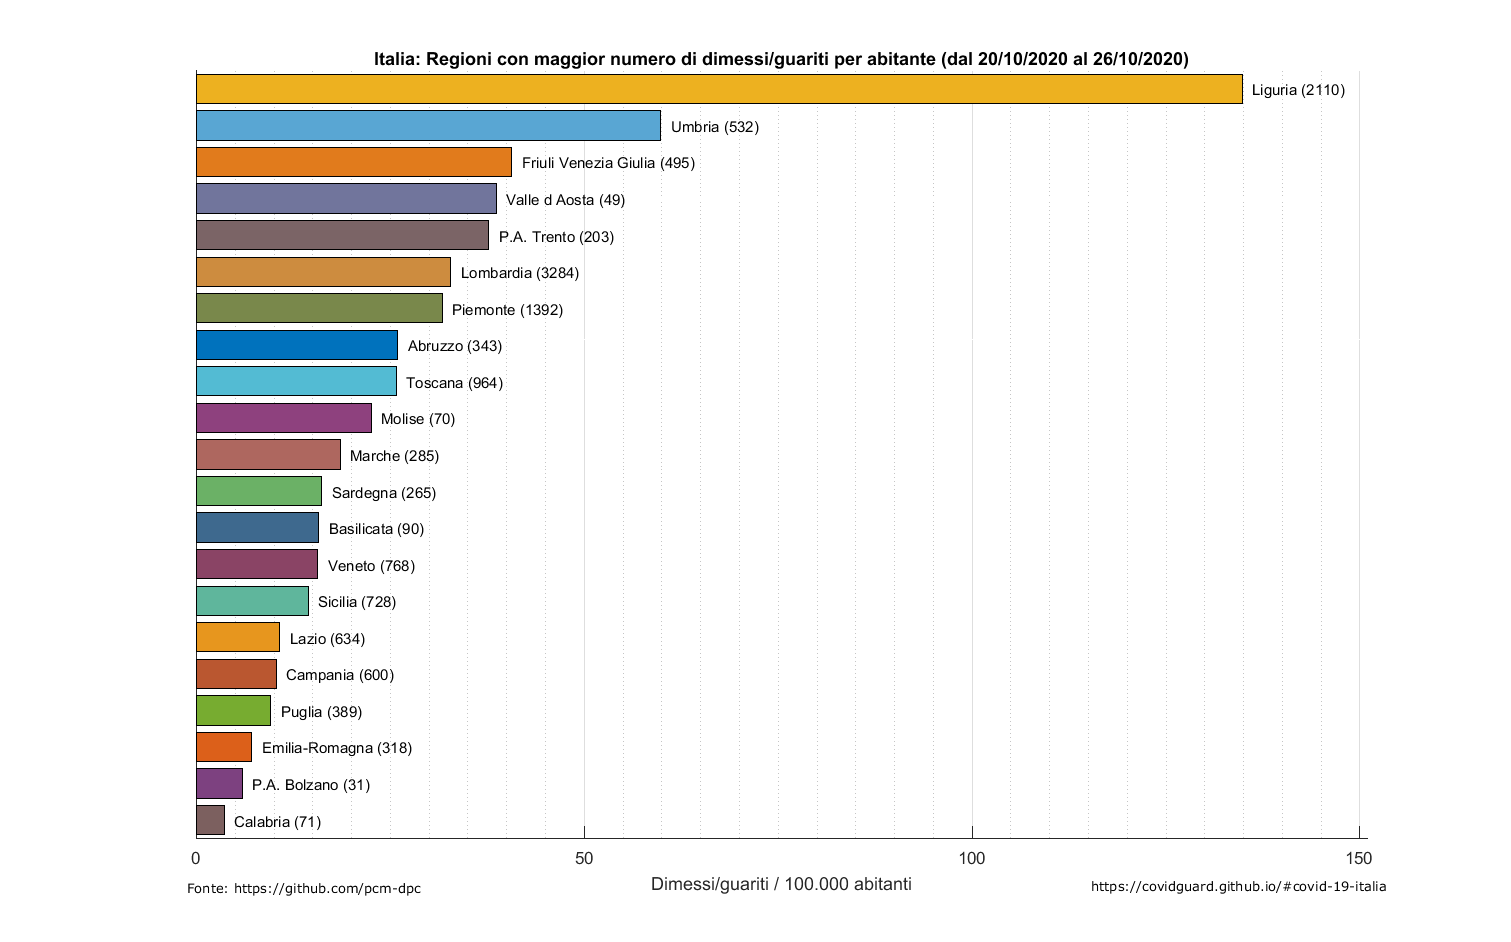 Italia: Regioni con maggior numero di dimessi/guariti per abitante (dal 20/10/2020 al 26/10/2020)
Liguria (2110)
Umbria (532)
Friuli Venezia Giulia (495)
Valle d Aosta (49)
P.A. Trento (203)
Lombardia (3284)
Piemonte (1392)
Abruzzo (343)
Toscana (964)
Molise (70)
Marche (285)
Sardegna (265)
Basilicata (90)
Veneto (768)
Sicilia (728)
Lazio (634)
Campania (600)
Puglia (389)
Emilia-Romagna (318)
P.A. Bolzano (31)
Calabria (71)
0 50 100 150
Dimessi/guariti / 100.000 abitanti
Fonte: https://github.com/pcm-dpc
https://covidguard.github.io/#covid-19-italia